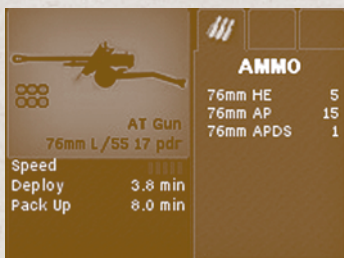 AT Gun
76mm L/55 17 pdr
Speed
Deploy 3.8 min
Pack Up 8.0 min
AMMO
76mm HE 5
76mm AP 15
76mm APDS 1